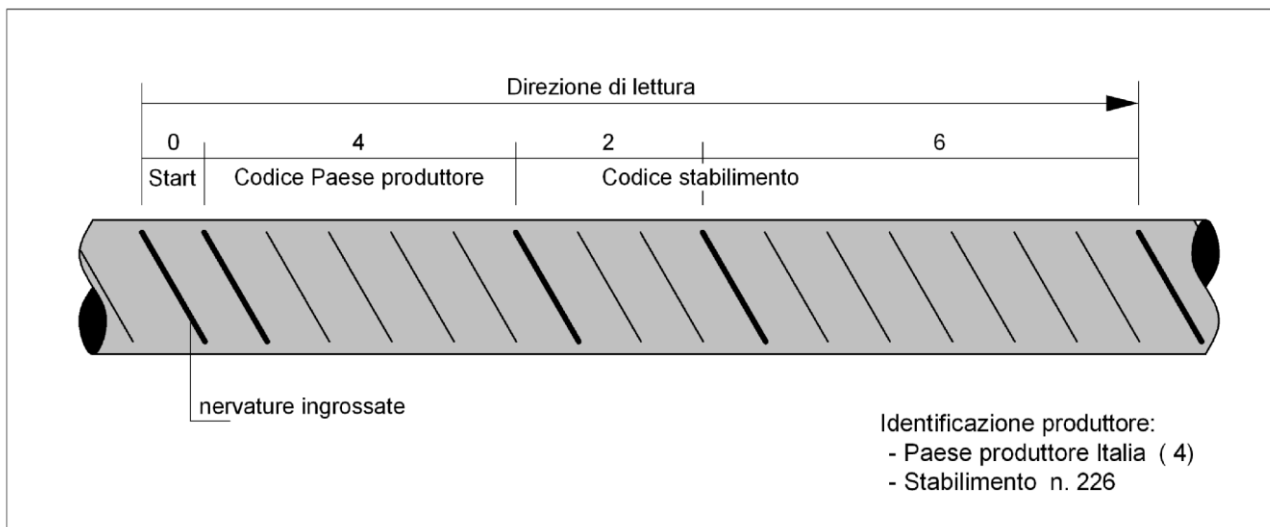 Direzione di lettura
0 4 2 6
Start Codice Paese produttore Codice stabilimento
nervature ingrossate
Identificazione produttore:
- Paese produttore Italia ( 4)
- Stabilimento n. 226